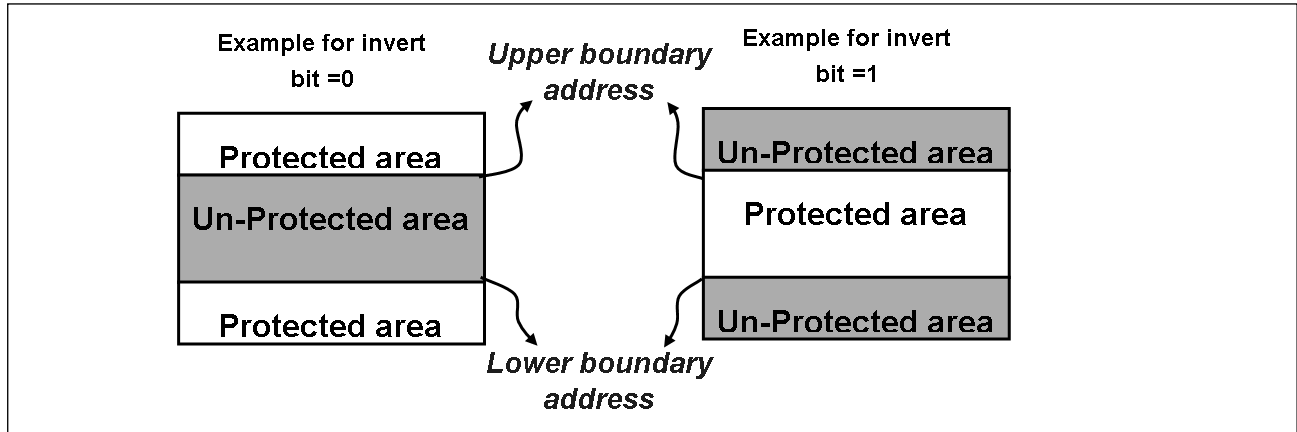 Example for invert
bit =0
Protected area
Un-Protected area
Protected area
Upper boundary
address
Lower boundary
address
Example for invert
bit =1
Un-Protected area
Protected area
Un-Protected area